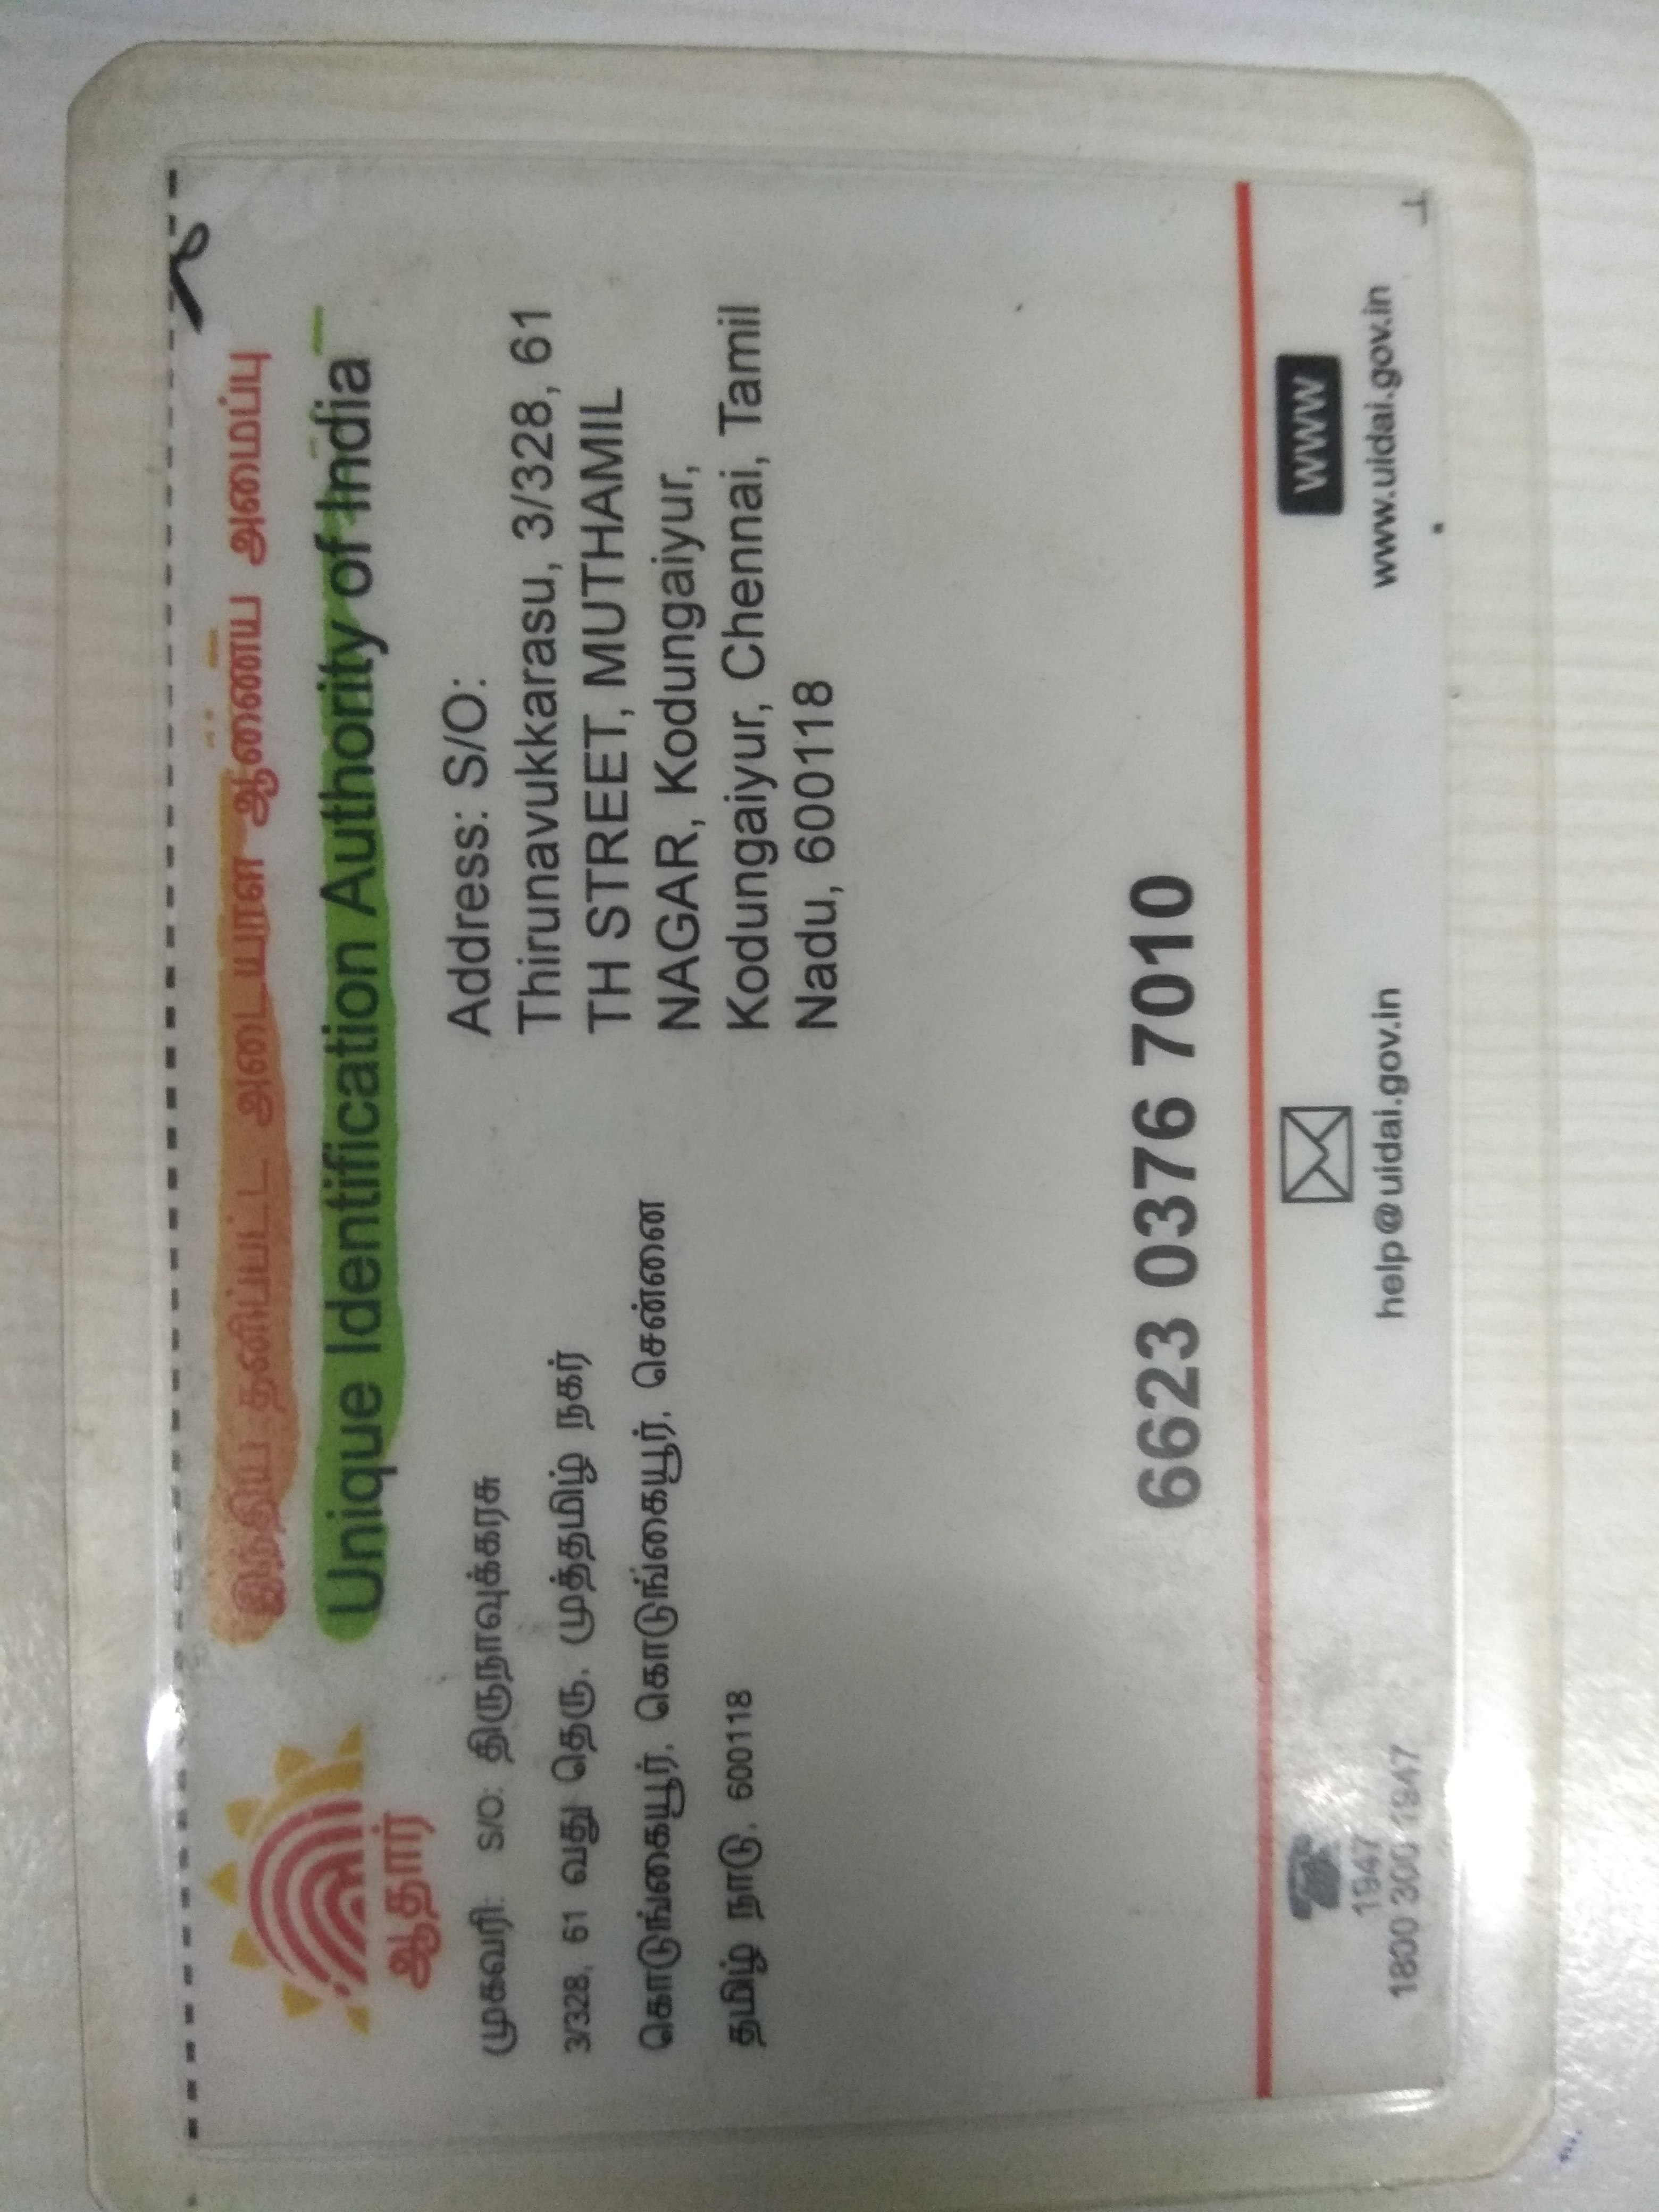 இந்திய தனிப்பட்ட அடையாள ஆணைய அமைப்பு
Unique Identification Authority of India
ஆதார்
முகவரி: S/O: திருநாவுக்கரசு
3/328, 61 வது தெரு, முத்தமிழ் நகர்
கொடுங்கையூர், கொடுங்கையூர், சென்னை
தமிழ் நாடு, 600118
Address: S/O:
Thirunavukkarasu, 3/328, 61
TH STREET, MUTHAMIL
NAGAR, Kodungaiyur,
Kodungaiyur, Chennai, Tamil
Nadu, 600118
6623 0376 7010
1947
1800 300 1947
help@uidai.gov.in
WWW
www.uidai.gov.in